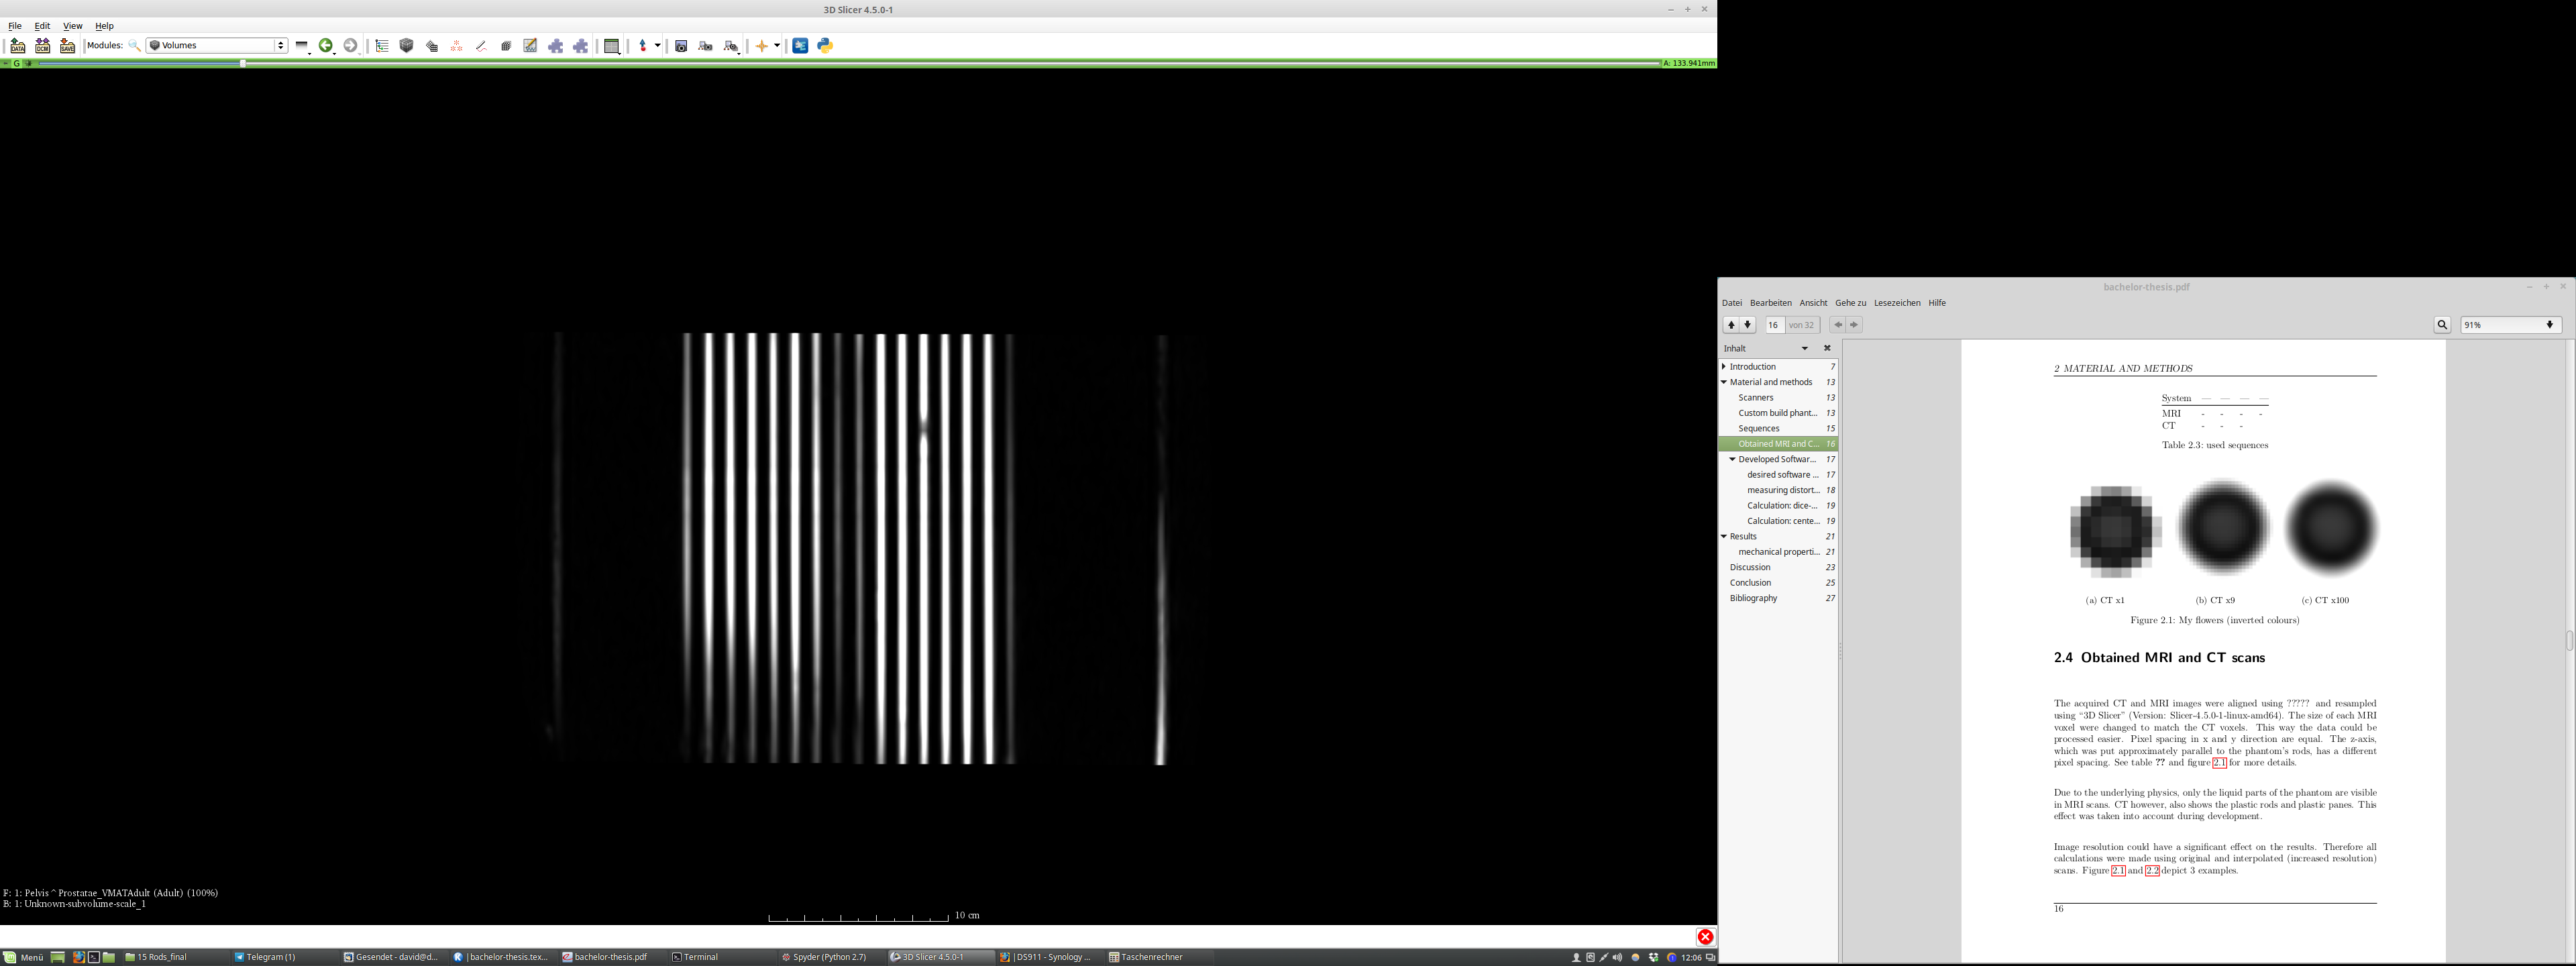 3D Slicer 4.5.0-1
File Edit View Help
DATA DCM SAVE Modules: Volumes
G A: 133.941mm
F: 1: Pelvis^Prostatae_VMATAdult (Adult) (100%)
B: 1: Unknown-subvolume-scale_1
10 cm
bachelor-thesis.pdf
Datei Bearbeiten Ansicht Gehe zu Lesezeichen Hilfe
16 von 32 91%
Inhalt
Introduction 7
Material and methods 13
Scanners 13
Custom build phant... 13
Sequences 15
Obtained MRI and C... 16
Developed Softwar... 17
desired software ... 17
measuring distort... 18
Calculation: dice-... 19
Calculation: cente... 19
Results 21
mechanical properti... 21
Discussion 23
Conclusion 25
Bibliography 27
2 MATERIAL AND METHODS
System — — — —
MRI - - - -
CT - - -
Table 2.3: used sequences
(a) CT x1 (b) CT x9 (c) CT x100
Figure 2.1: My flowers (inverted colours)
2.4 Obtained MRI and CT scans
The acquired CT and MRI images were aligned using ????? and resampled
using “3D Slicer” (Version: Slicer-4.5.0-1-linux-amd64). The size of each MRI
voxel were changed to match the CT voxels. This way the data could be
processed easier. Pixel spacing in x and y direction are equal. The z-axis,
which was put approximately parallel to the phantom's rods, has a different
pixel spacing. See table ?? and figure 2.1 for more details.
Due to the underlying physics, only the liquid parts of the phantom are visible
in MRI scans. CT however, also shows the plastic rods and plastic panes. This
effect was taken into account during development.
Image resolution could have a significant effect on the results. Therefore all
calculations were made using original and interpolated (increased resolution)
scans. Figure 2.1 and 2.2 depict 3 examples.
16
Menü 15 Rods_final Telegram (1) Gesendet - david@d... |bachelor-thesis.tex... bachelor-thesis.pdf Terminal Spyder (Python 2.7) 3D Slicer 4.5.0-1 |DS911 - Synology ... Taschenrechner 12:06